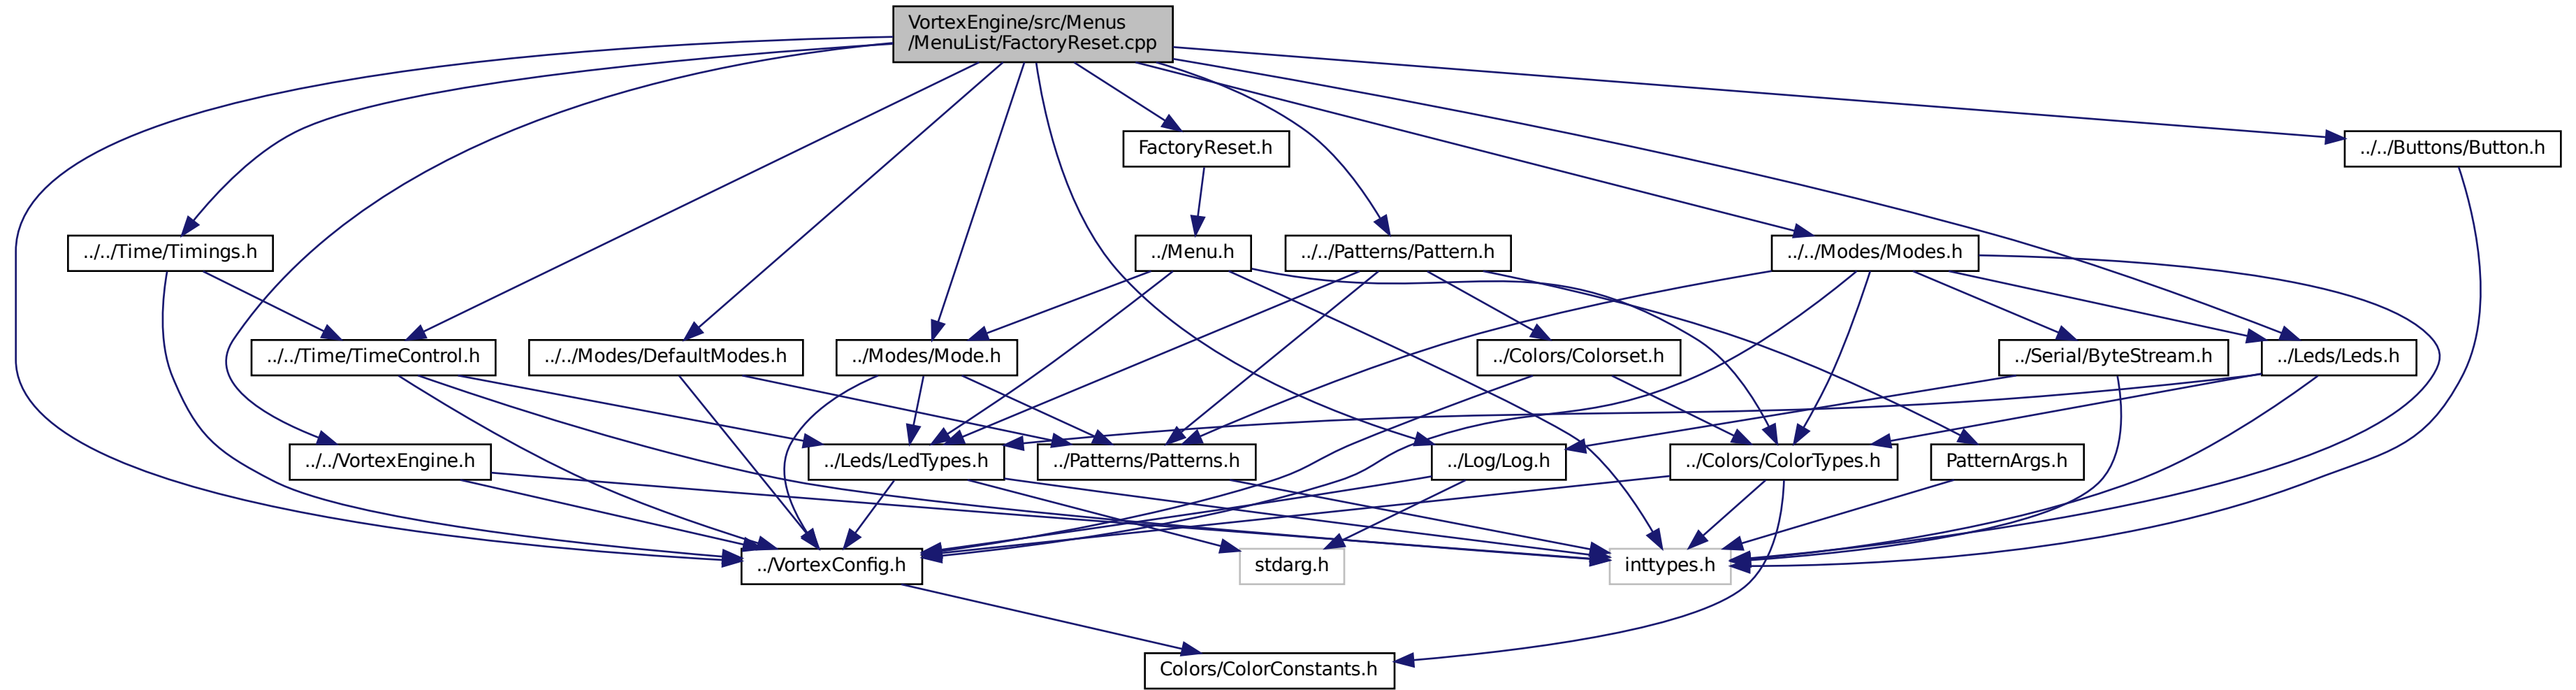 VortexEngine/src/Menus
/MenuList/FactoryReset.cpp
FactoryReset.h
../../Buttons/Button.h
../../Time/Timings.h
../Menu.h
../../Patterns/Pattern.h
../../Modes/Modes.h
../../Time/TimeControl.h
../../Modes/DefaultModes.h
../Modes/Mode.h
../Colors/Colorset.h
../Serial/ByteStream.h
../Leds/Leds.h
../../VortexEngine.h
../Leds/LedTypes.h
../Patterns/Patterns.h
../Log/Log.h
../Colors/ColorTypes.h
PatternArgs.h
../VortexConfig.h
stdarg.h
inttypes.h
Colors/ColorConstants.h